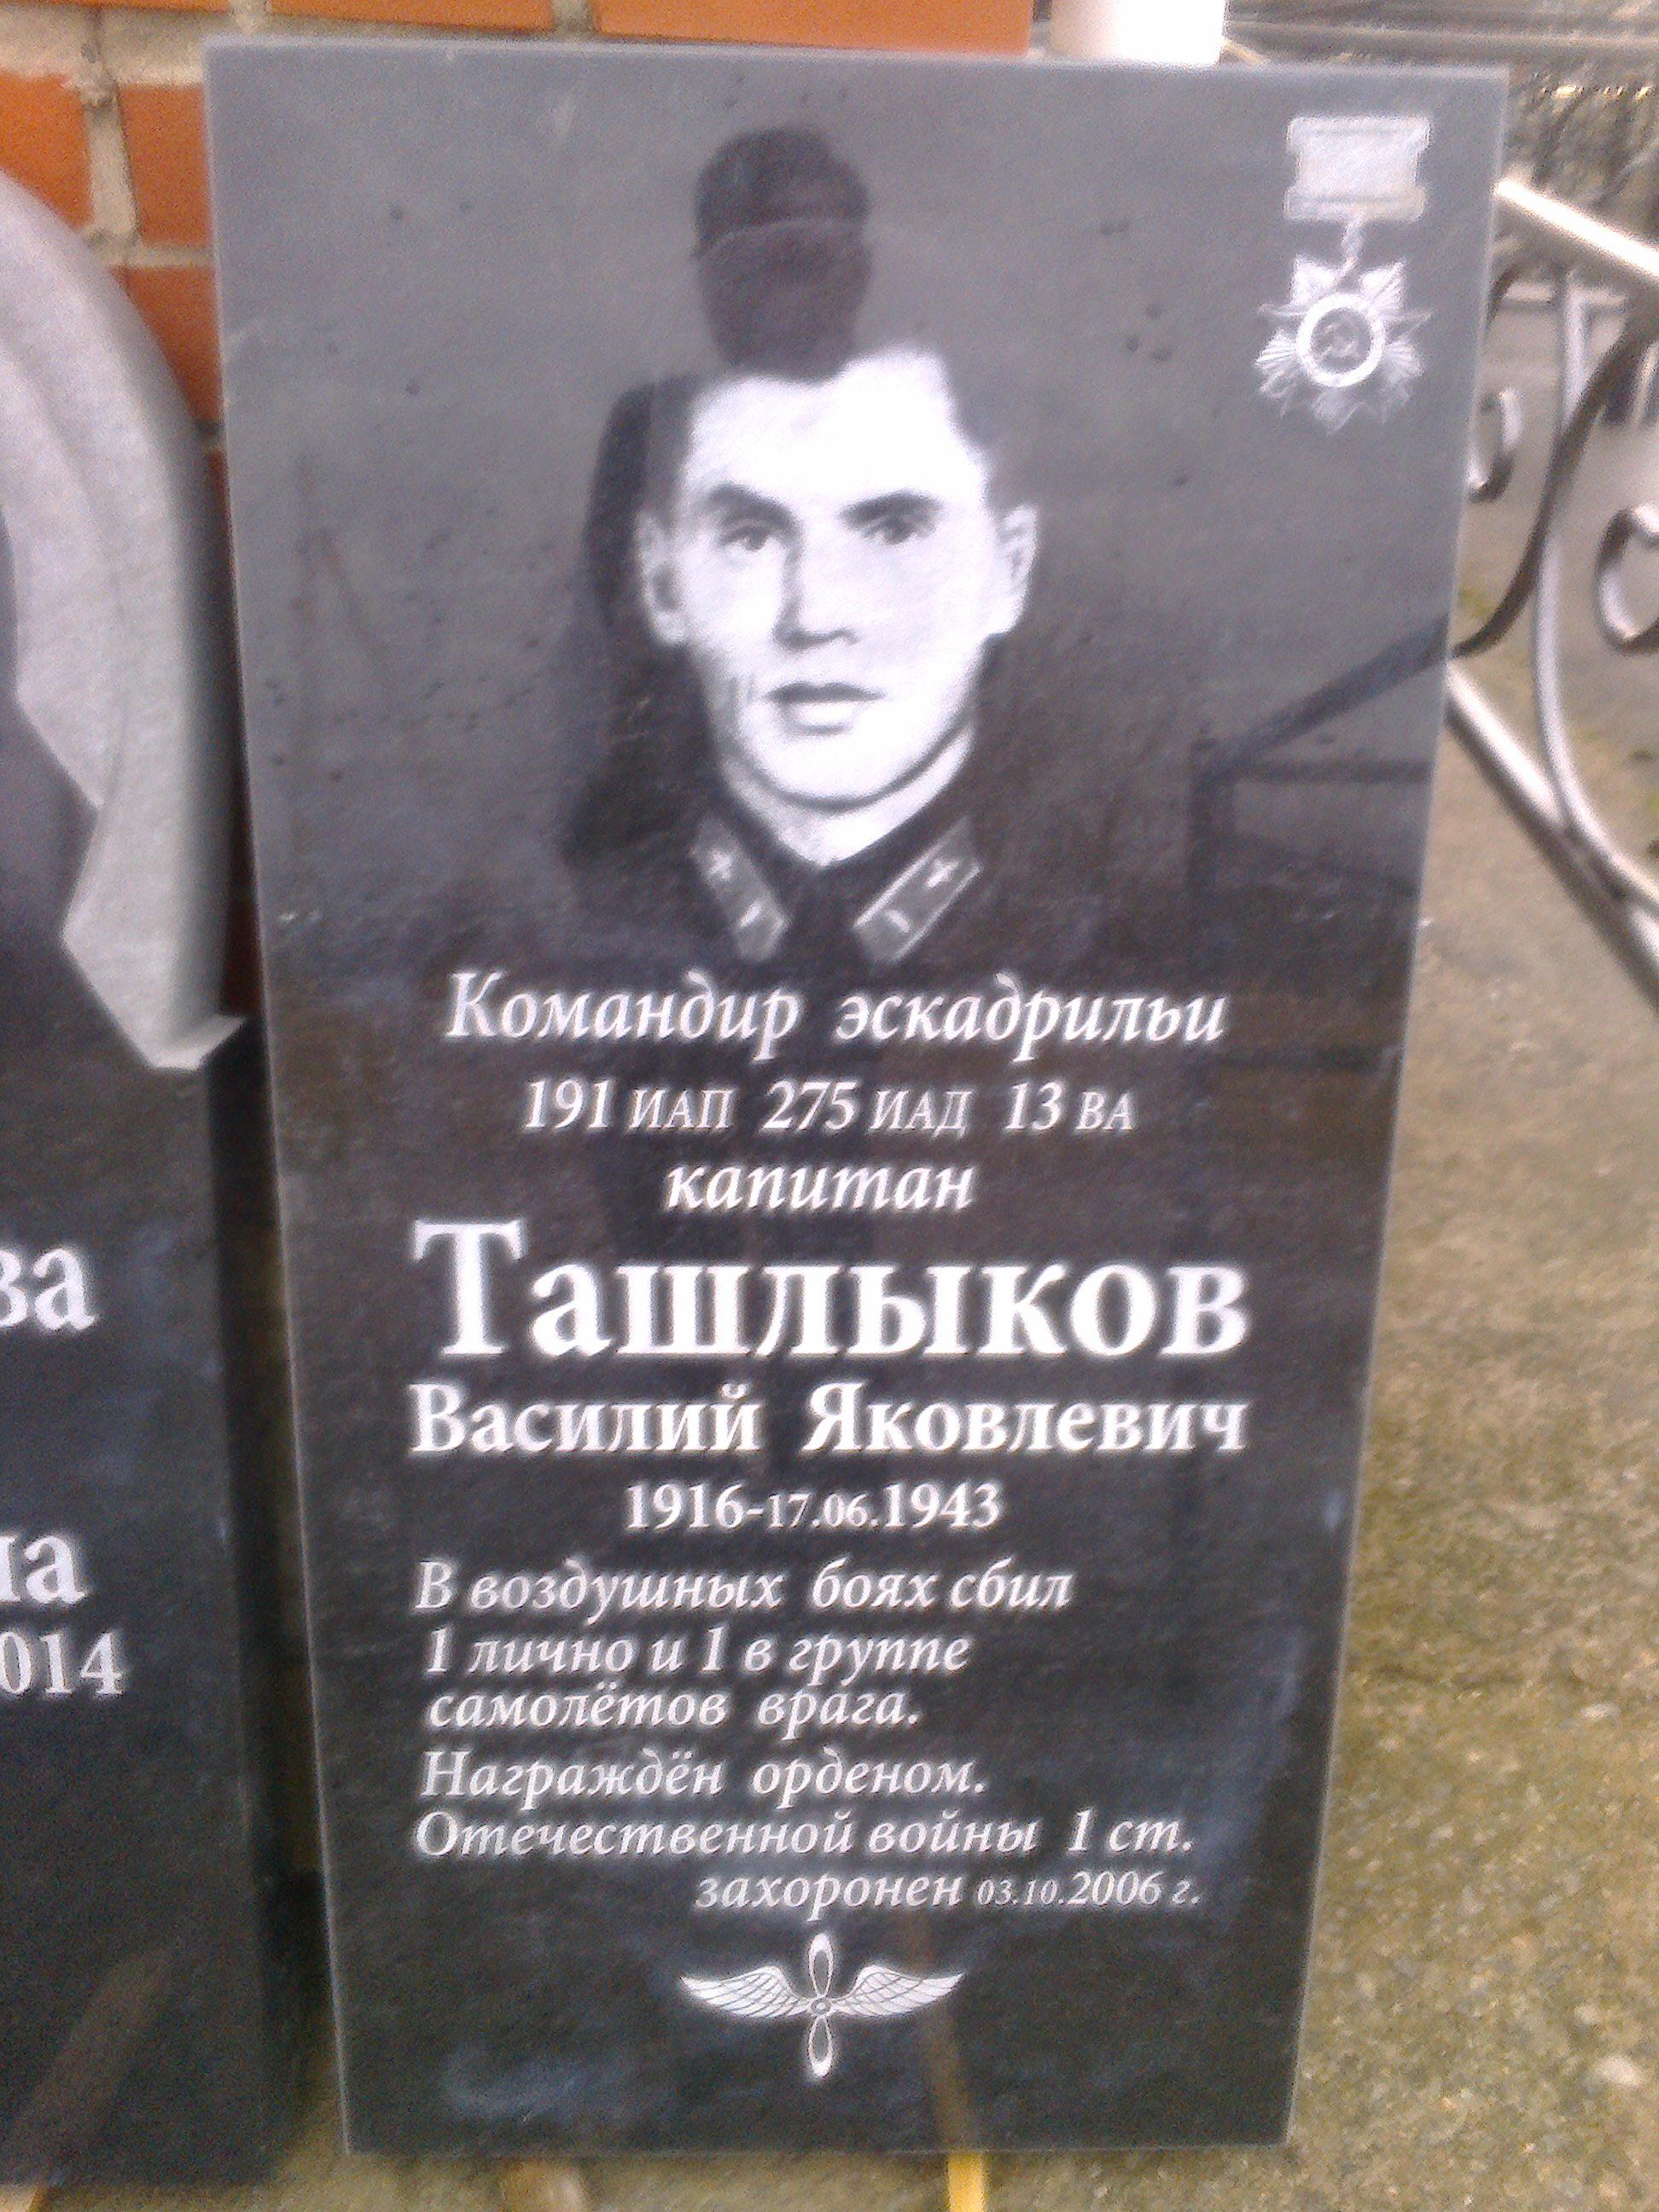 Командир эскадрильи
191 ИАП 275 ИАД 13 ВА
капитан
Ташлыков
Василий Яковлевич
1916-17.06.1943
В воздушных боях сбил
1 лично и 1 в группе
самолётов врага.
Награждён орденом.
Отечественной войны 1 ст.
захоронен 03.10.2006 г.
ва
на
014